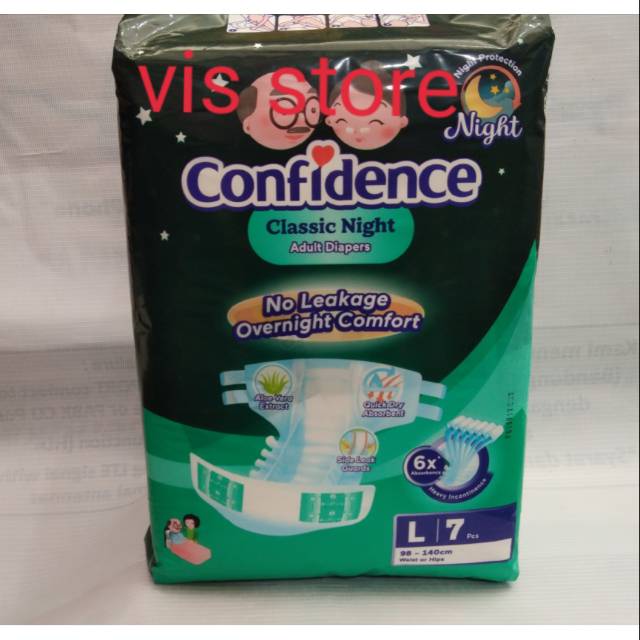 vis store
Night Protection
Night
Confidence
Classic Night
Adult Diapers
No Leakage
Overnight Comfort
Aloe Vera
Extract
Quick Dry
Absorbent
Side Leak
Guards
6x*
Absorbency
Heavy Incontinence
L 7 Pcs
98 - 140cm
Waist or Hips